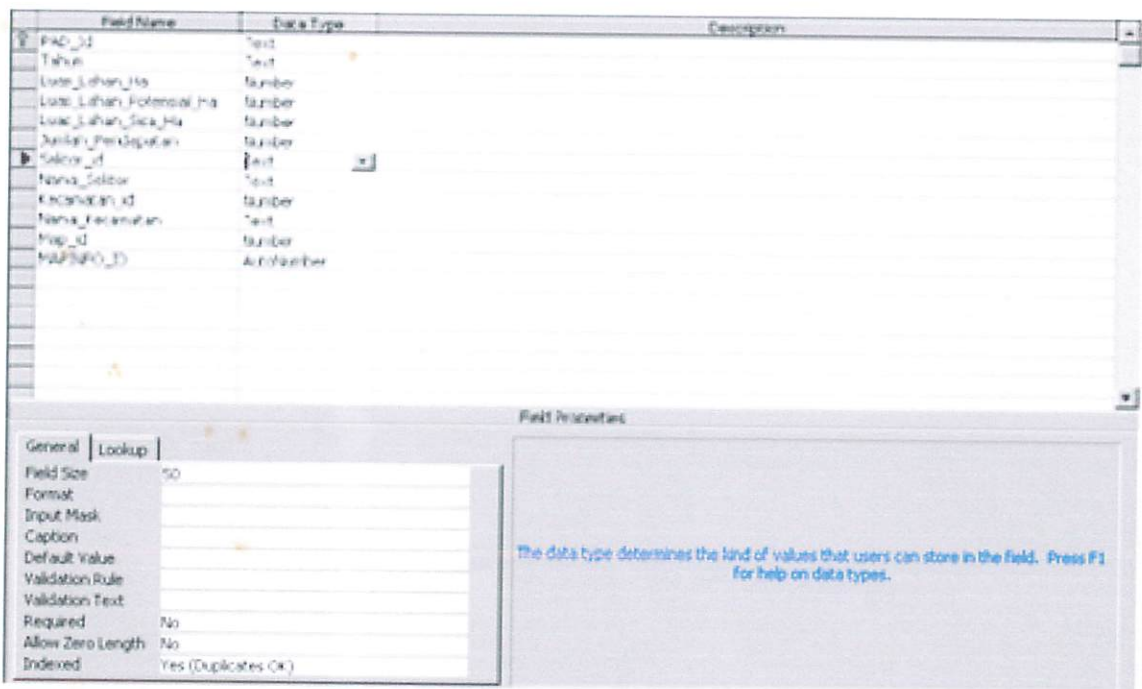 Field Name Data Type Description
PAD_Id Text
Tahun Text
Luas_Lahan_Ha Number
Luas_Lahan_Potensial_Ha Number
Luas_Lahan_Sisa_Ha Number
Jumlah_Pendapatan Number
Sektor_id Text
Nama_Sektor Text
Kecamatan_id Number
Nama_Kecamatan Text
Map_id Number
MAPINFO_ID AutoNumber
Field Properties
General Lookup
Field Size 50
Format
Input Mask
Caption
Default Value
Validation Rule
Validation Text
Required No
Allow Zero Length No
Indexed Yes (Duplicates OK)
The data type determines the kind of values that users can store in the field. Press F1
for help on data types.